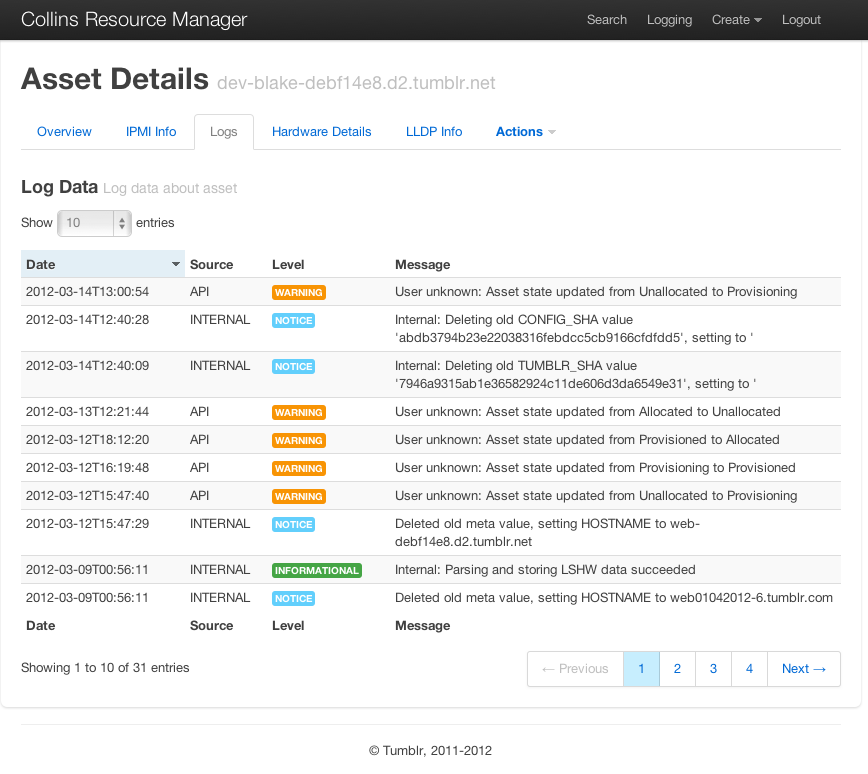 Collins Resource Manager Search Logging Create Logout
Asset Details dev-blake-debf14e8.d2.tumblr.net
Overview IPMI Info Logs Hardware Details LLDP Info Actions
Log Data Log data about asset
Show 10 entries
Date Source Level Message
2012-03-14T13:00:54 API WARNING User unknown: Asset state updated from Unallocated to Provisioning
2012-03-14T12:40:28 INTERNAL NOTICE Internal: Deleting old CONFIG_SHA value
'abdb3794b23e22038316febdcc5cb9166cfdfdd5', setting to '
2012-03-14T12:40:09 INTERNAL NOTICE Internal: Deleting old TUMBLR_SHA value
'7946a9315ab1e36582924c11de606d3da6549e31', setting to '
2012-03-13T12:21:44 API WARNING User unknown: Asset state updated from Allocated to Unallocated
2012-03-12T18:12:20 API WARNING User unknown: Asset state updated from Provisioned to Allocated
2012-03-12T16:19:48 API WARNING User unknown: Asset state updated from Provisioning to Provisioned
2012-03-12T15:47:40 API WARNING User unknown: Asset state updated from Unallocated to Provisioning
2012-03-12T15:47:29 INTERNAL NOTICE Deleted old meta value, setting HOSTNAME to web-
debf14e8.d2.tumblr.net
2012-03-09T00:56:11 INTERNAL INFORMATIONAL Internal: Parsing and storing LSHW data succeeded
2012-03-09T00:56:11 INTERNAL NOTICE Deleted old meta value, setting HOSTNAME to web01042012-6.tumblr.com
Date Source Level Message
Showing 1 to 10 of 31 entries ← Previous 1 2 3 4 Next →
© Tumblr, 2011-2012